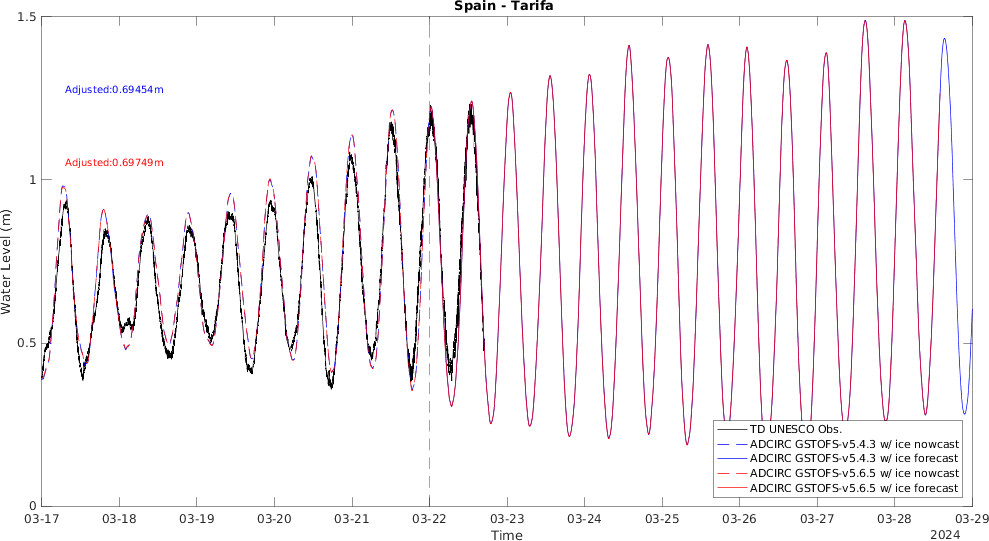 Spain - Tarifa
1.5
Adjusted:0.69454m
Adjusted:0.69749m
1
0.5
0
Water Level (m)
TD UNESCO Obs.
ADCIRC GSTOFS-v5.4.3 w/ ice nowcast
ADCIRC GSTOFS-v5.4.3 w/ ice forecast
ADCIRC GSTOFS-v5.6.5 w/ ice nowcast
ADCIRC GSTOFS-v5.6.5 w/ ice forecast
03-17 03-18 03-19 03-20 03-21 03-22 03-23 03-24 03-25 03-26 03-27 03-28 03-29
Time
2024